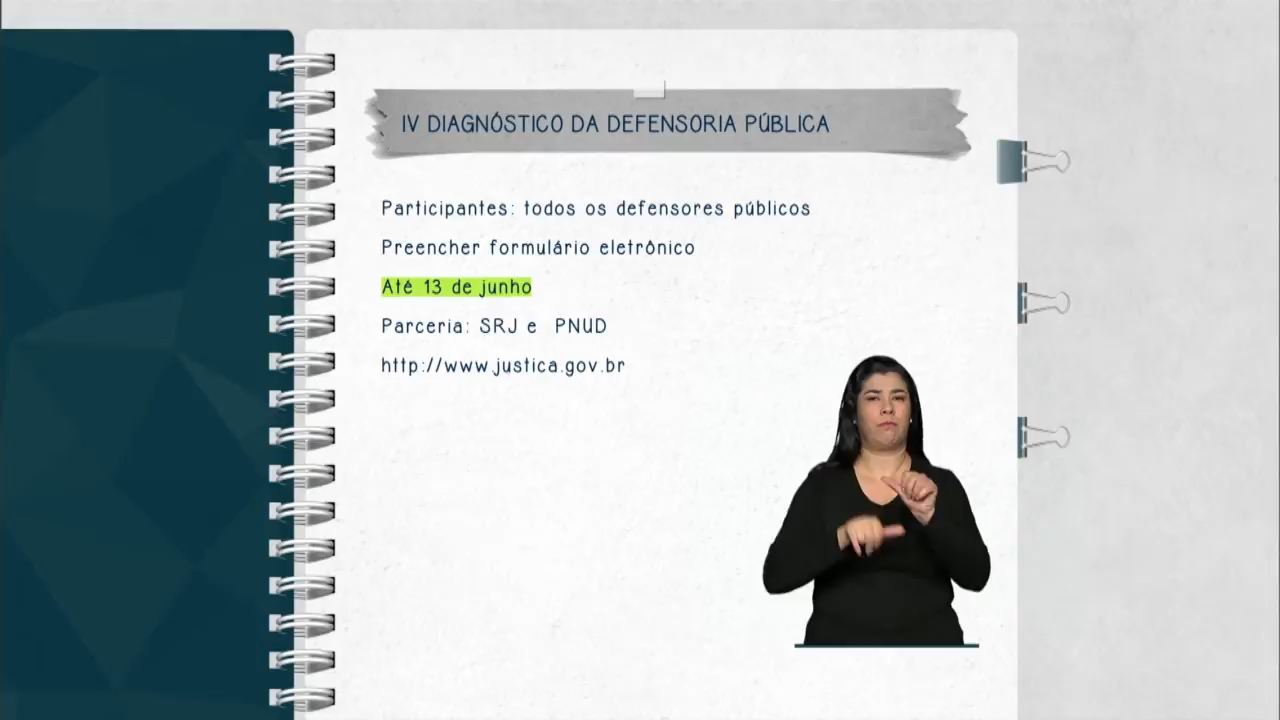 IV DIAGNÓSTICO DA DEFENSORIA PÚBLICA
Participantes: todos os defensores públicos
Preencher formulário eletrônico
Até 13 de junho
Parceria: SRJ e PNUD
http://www.justica.gov.br